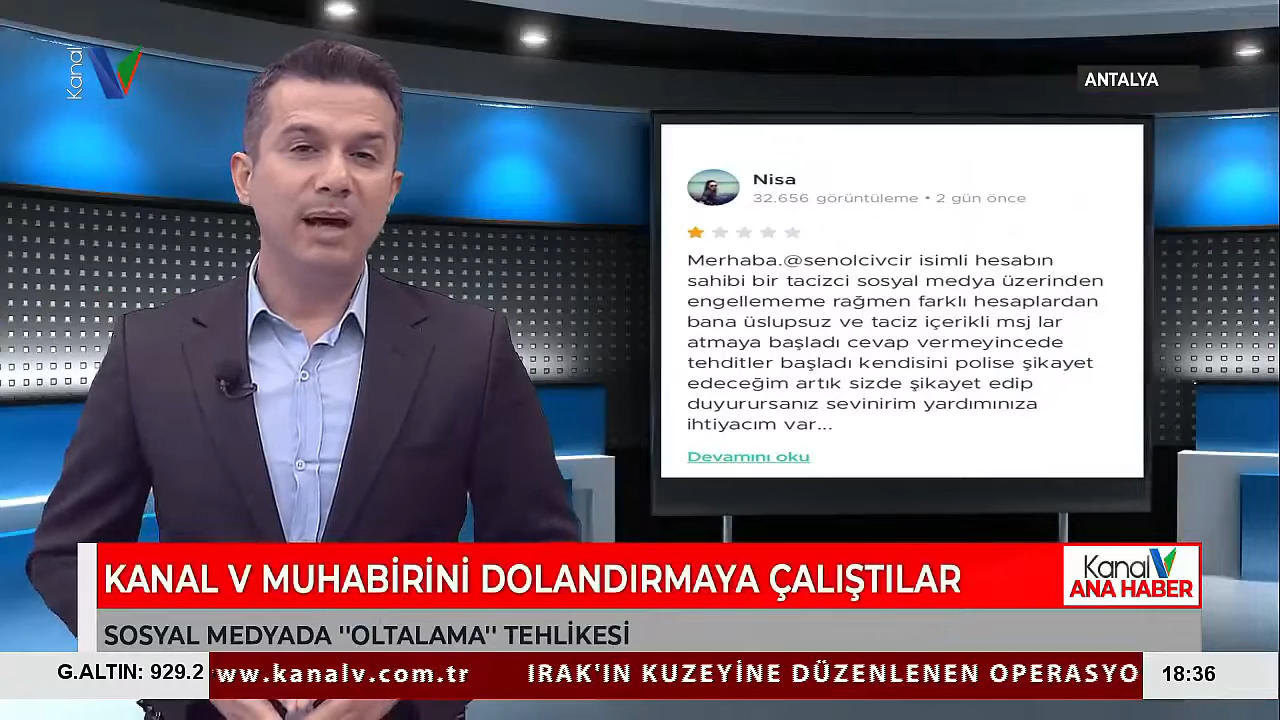 Kanal V
ANTALYA
Nisa
32.656 görüntüleme • 2 gün önce
Merhaba.@senolcivcir isimli hesabın
sahibi bir tacizci sosyal medya üzerinden
engellememe rağmen farklı hesaplardan
bana üslupsuz ve taciz içerikli msj lar
atmaya başladı cevap vermeyincede
tehditler başladı kendisini polise şikayet
edeceğim artık sizde şikayet edip
duyurursanız sevinirim yardımınıza
ihtiyacım var...
Devamını oku
KANAL V MUHABİRİNİ DOLANDIRMAYA ÇALIŞTILAR
Kanal V
ANA HABER
SOSYAL MEDYADA "OLTALAMA" TEHLİKESİ
G.ALTIN: 929.2 www.kanalv.com.tr IRAK'IN KUZEYİNE DÜZENLENEN OPERASYO 18:36